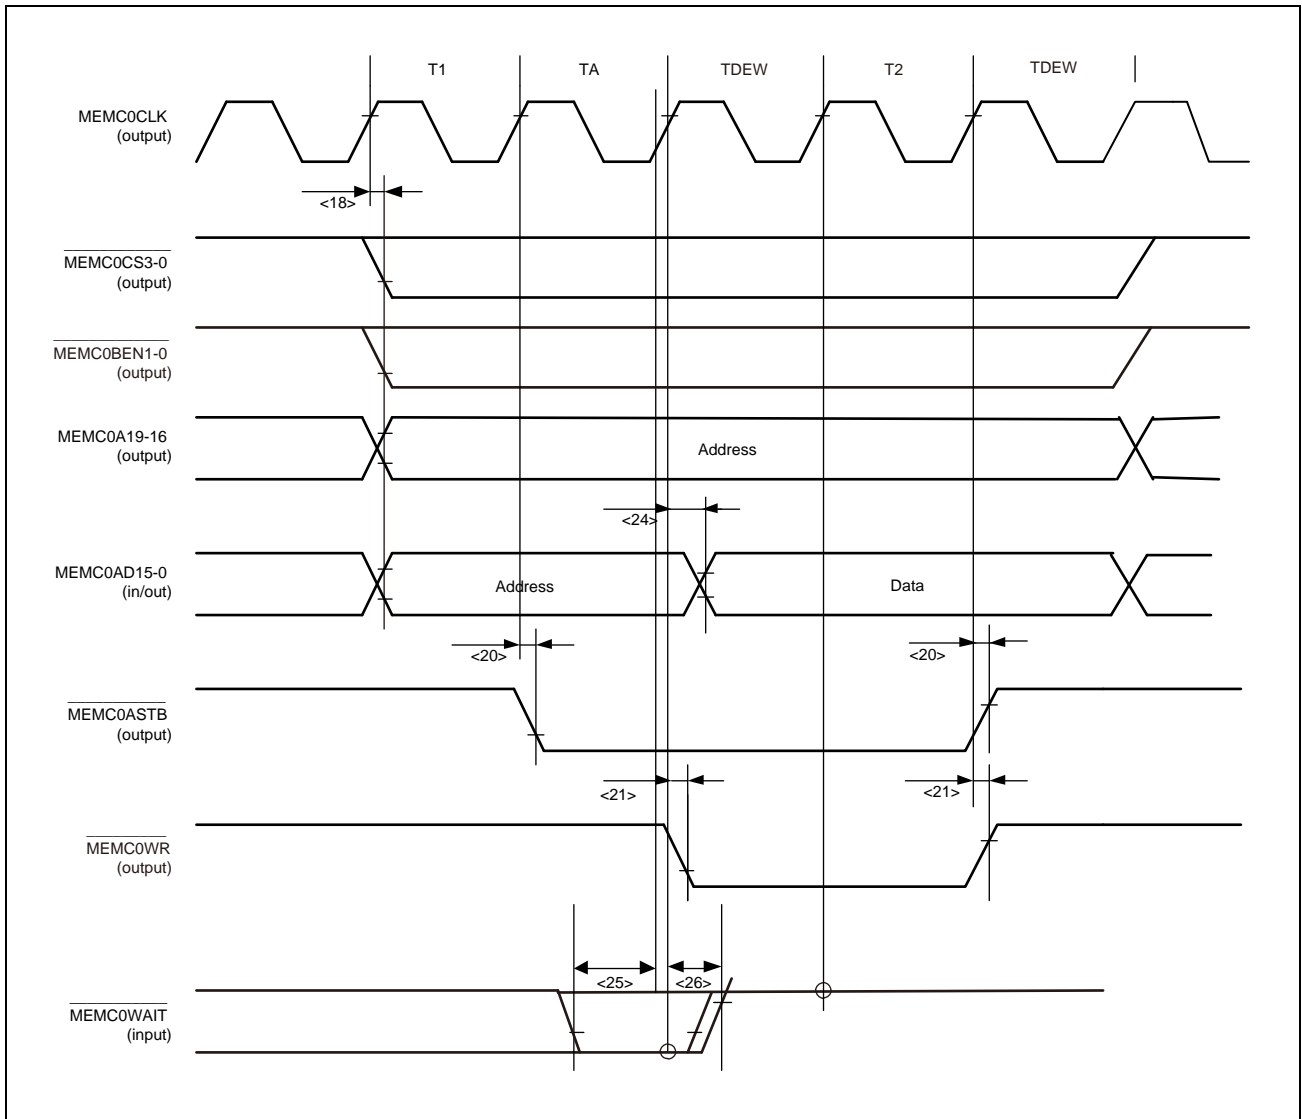 T1 TA TDEW T2 TDEW
MEMC0CLK
(output)
<18>
MEMC0CS3-0
(output)
MEMC0BEN1-0
(output)
MEMC0A19-16
(output)
Address
<24>
MEMC0AD15-0
(in/out)
Address
Data
<20>
<20>
MEMC0ASTB
(output)
<21>
<21>
MEMC0WR
(output)
<25>
<26>
MEMC0WAIT
(input)